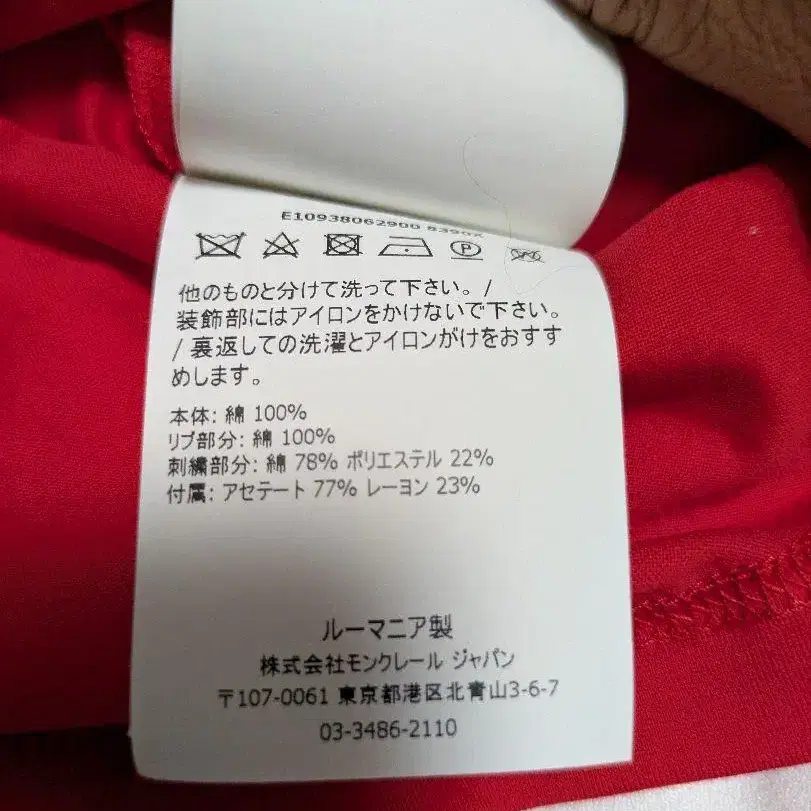 E10938062900 8390X
他のものと分けて洗って下さい。/
装飾部にはアイロンをかけないで下さい。
/ 裏返しての洗濯とアイロンがけをおすす
めします。
本体: 綿 100%
リブ部分: 綿 100%
刺繍部分: 綿 78% ポリエステル 22%
付属: アセテート 77% レーヨン 23%
ルーマニア製
株式会社モンクレール ジャパン
〒107-0061 東京都港区北青山3-6-7
03-3486-2110